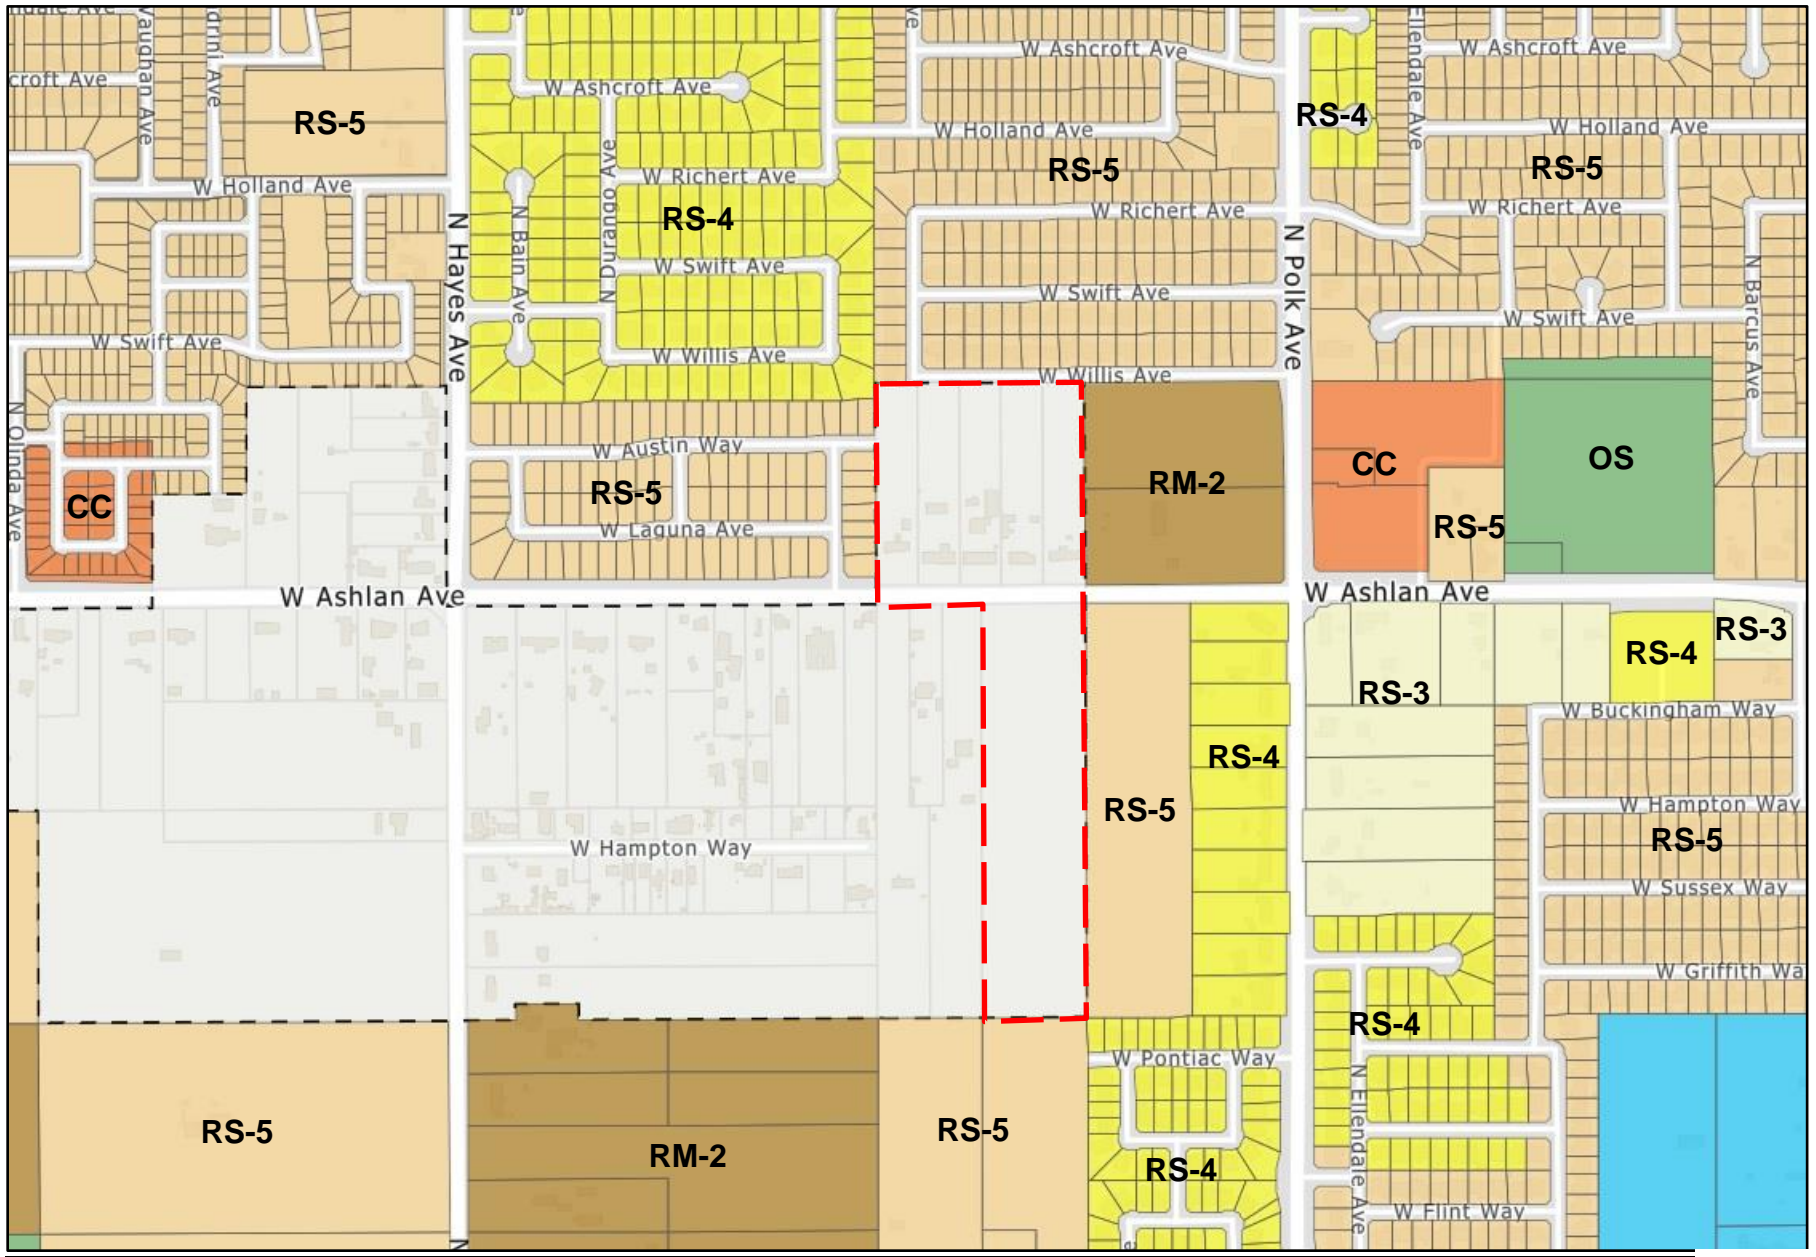 W Ashcroft Ave
W Ashcroft Ave
croft Ave
W Ashcroft Ave
RS-5
RS-4
W Holland Ave
W Holland Ave
RS-5
RS-5
W Holland Ave
W Richert Ave
W Richert Ave
W Richert Ave
RS-4
N Bain Ave
N Durango Ave
N Hayes Ave
N Polk Ave
N Barcus Ave
W Swift Ave
W Swift Ave
W Swift Ave
W Swift Ave
W Willis Ave
W Willis Ave
N Olinda Ave
W Austin Way
CC
OS
RM-2
RS-5
CC
RS-5
W Laguna Ave
W Ashlan Ave
W Ashlan Ave
RS-3
RS-4
RS-3
W Buckingham Way
RS-4
RS-5
W Hampton Way
RS-5
W Hampton Way
W Sussex Way
W Griffith Wa
RS-4
W Pontiac Way
N Ellendale Ave
RS-5
RS-5
RM-2
RS-4
W Flint Way
N